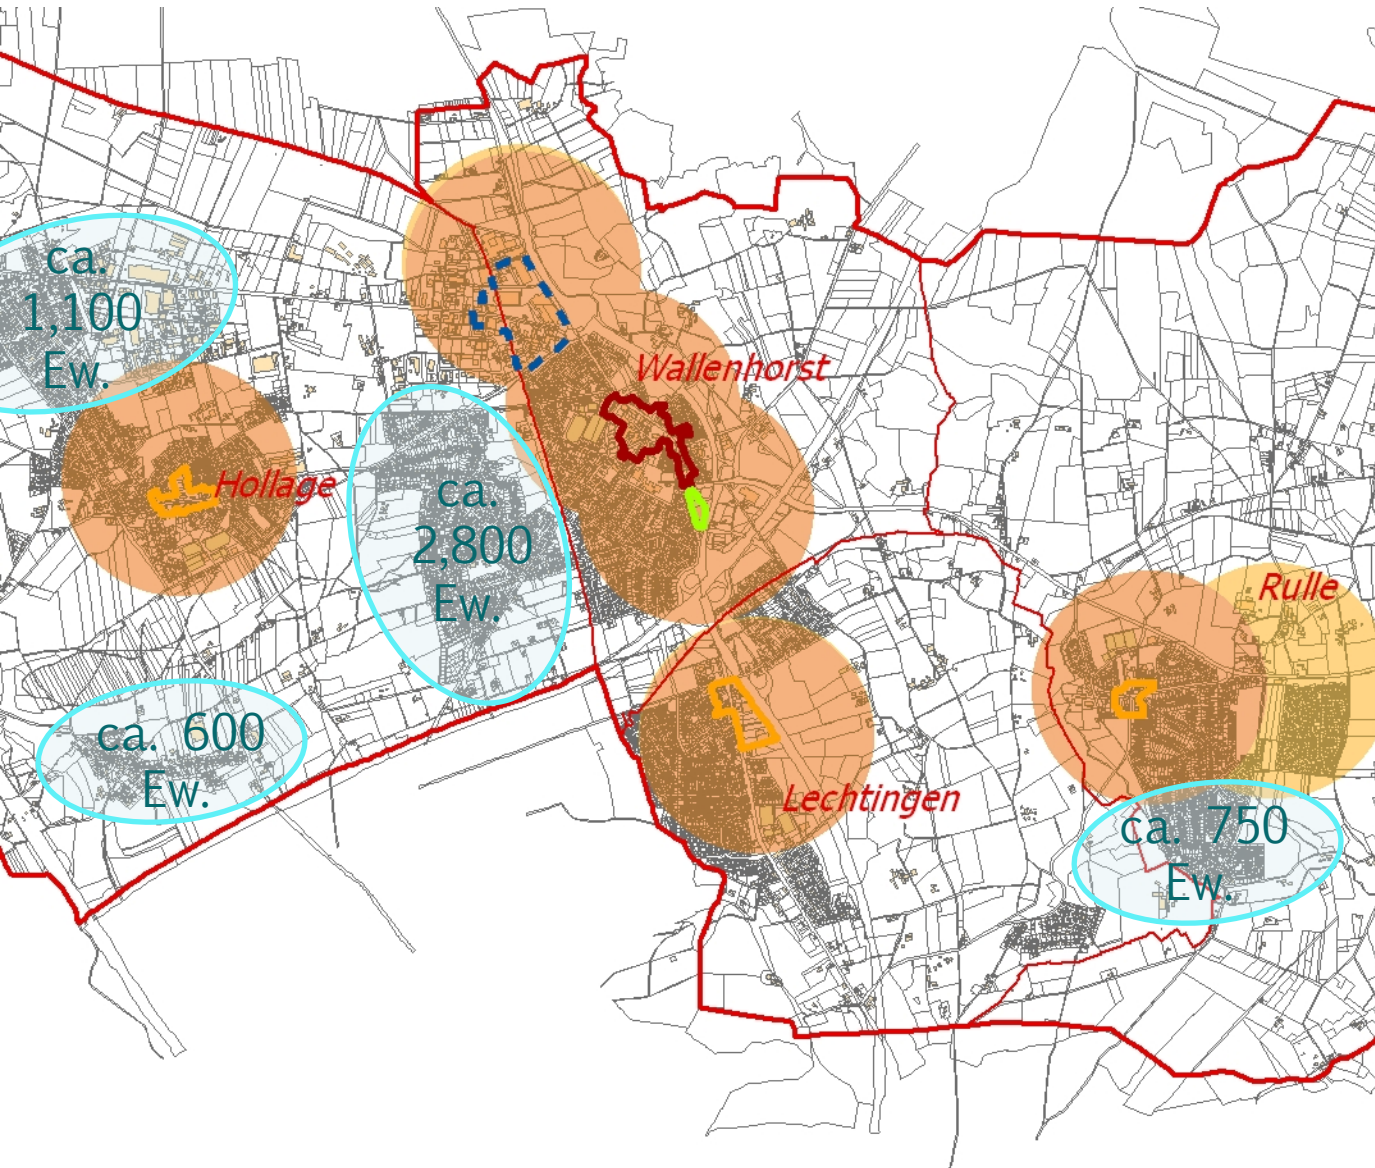 ca.
1,100
Ew.
Wallenhorst
Hollage
ca.
2,800
Ew.
Rulle
ca. 600
Ew.
Lechtingen
ca. 750
Ew.